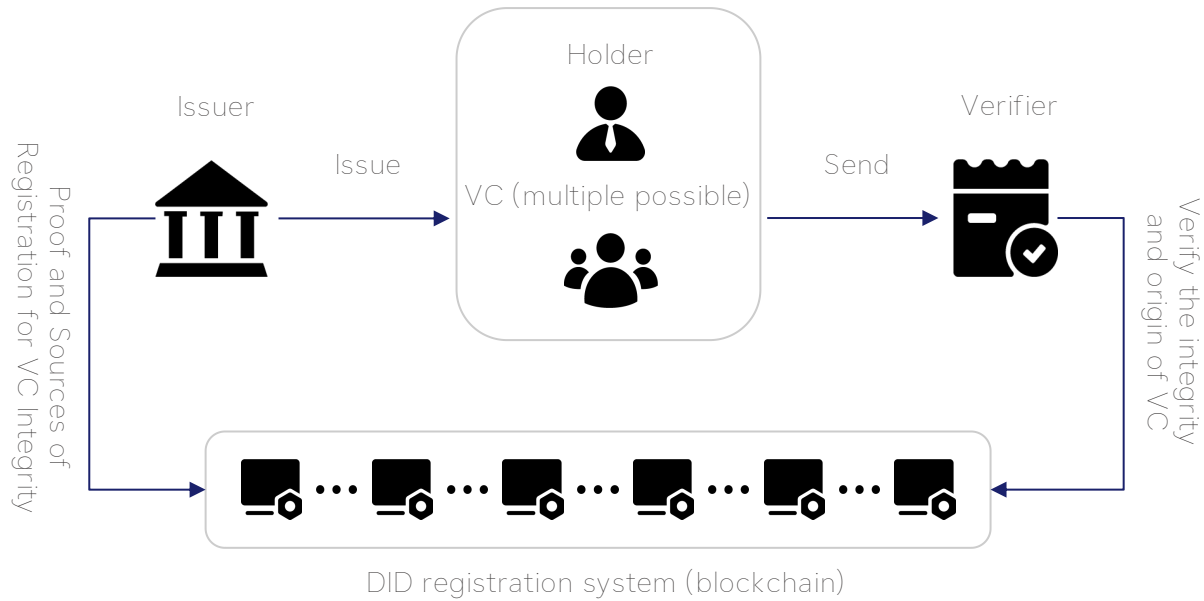 Holder
Issuer
Verifier
Issue
Send
VC (multiple possible)
Proof and Sources of
Registration for VC Integrity
Verify the integrity
and origin of VC
DID registration system (blockchain)